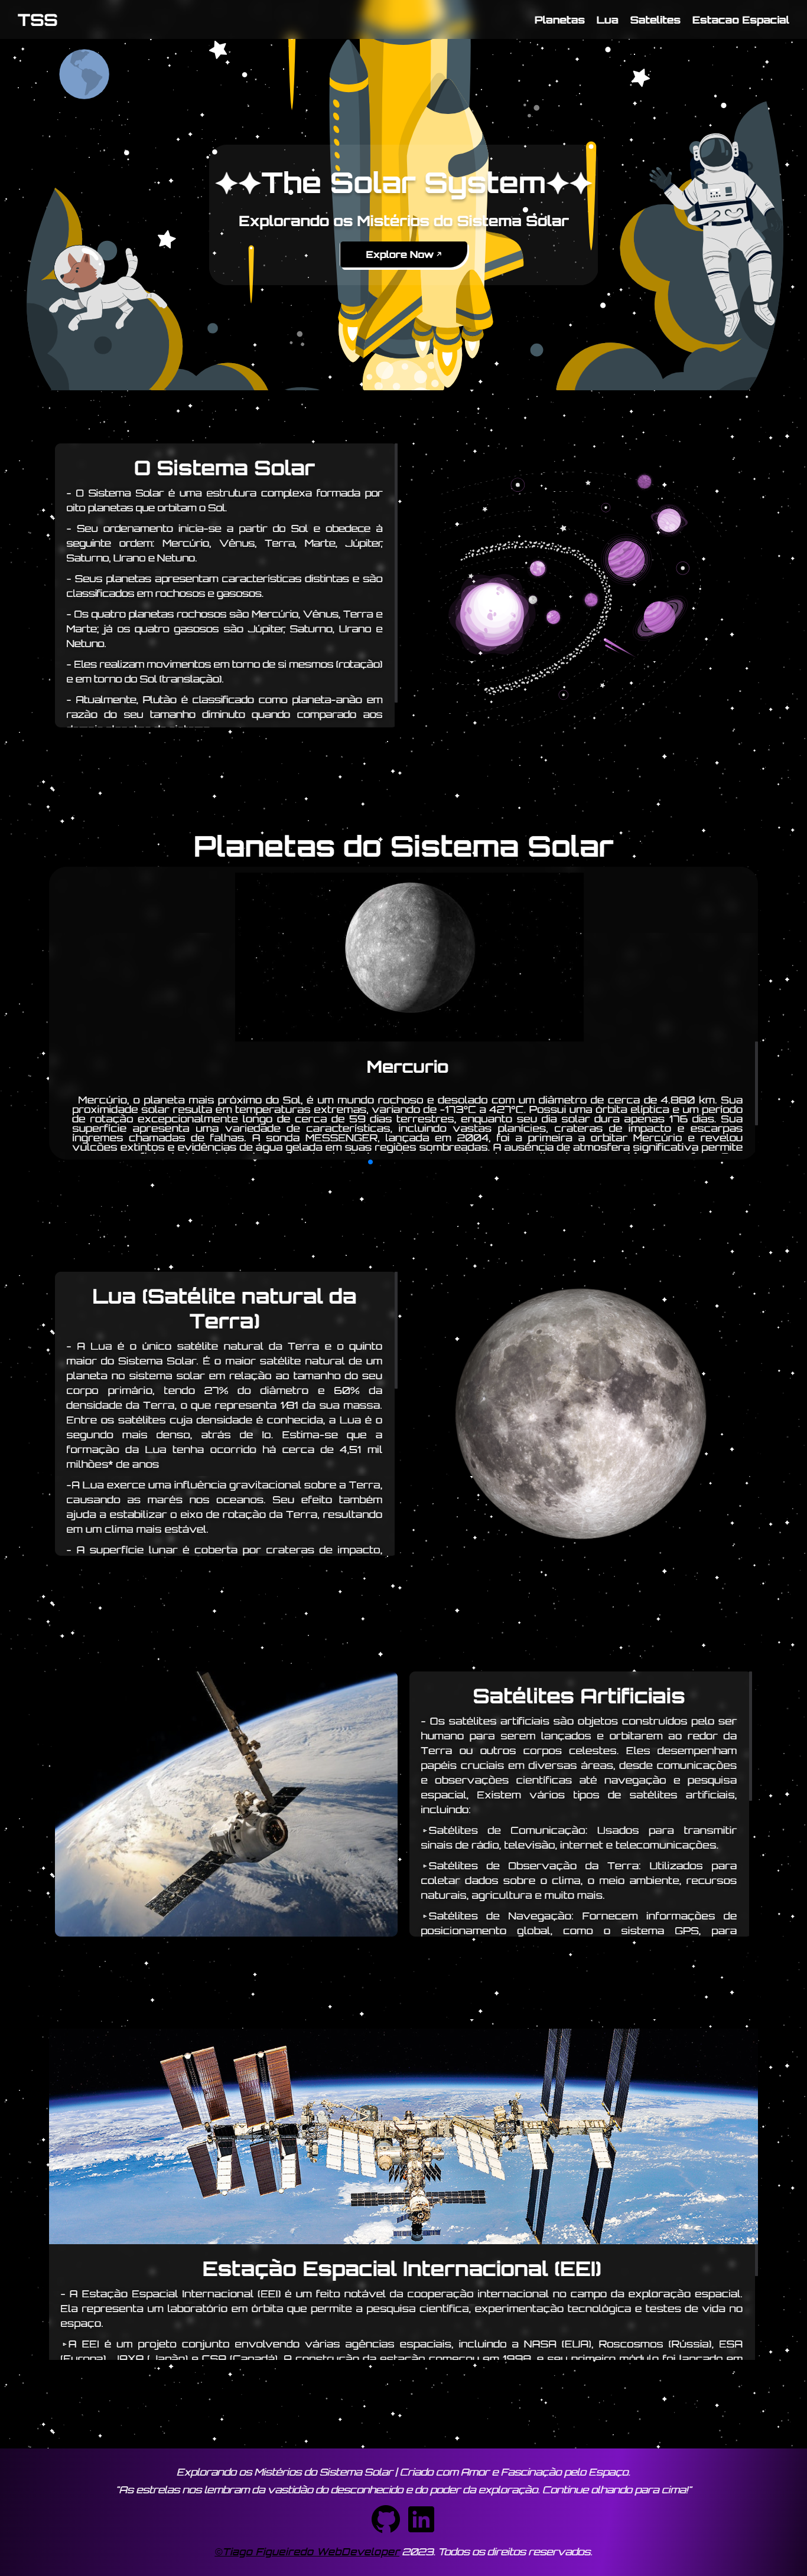 TSS
Planetas Lua Satelites Estacao Espacial
✦✦The Solar System✦✦
Explorando os Mistérios do Sistema Solar
Explore Now ↗
O Sistema Solar
- O Sistema Solar é uma estrutura complexa formada por
oito planetas que orbitam o Sol.
- Seu ordenamento inicia-se a partir do Sol e obedece à
seguinte ordem: Mercúrio, Vênus, Terra, Marte, Júpiter,
Saturno, Urano e Netuno.
- Seus planetas apresentam características distintas e são
classificados em rochosos e gasosos.
- Os quatro planetas rochosos são Mercúrio, Vênus, Terra e
Marte; já os quatro gasosos são Júpiter, Saturno, Urano e
Netuno.
- Eles realizam movimentos em torno de si mesmos (rotação)
e em torno do Sol (translação).
- Atualmente, Plutão é classificado como planeta-anão em
razão do seu tamanho diminuto quando comparado aos
Planetas do Sistema Solar
Mercurio
Mercúrio, o planeta mais próximo do Sol, é um mundo rochoso e desolado com um diâmetro de cerca de 4.880 km. Sua
proximidade solar resulta em temperaturas extremas, variando de -173°C a 427°C. Possui uma órbita elíptica e um período
de rotação excepcionalmente longo de cerca de 59 dias terrestres, enquanto seu dia solar dura apenas 176 dias. Sua
superfície apresenta uma variedade de características, incluindo vastas planícies, crateras de impacto e escarpas
íngremes chamadas de falhas. A sonda MESSENGER, lançada em 2004, foi a primeira a orbitar Mercúrio e revelou
vulcões extintos e evidências de água gelada em suas regiões sombreadas. A ausência de atmosfera significativa permite
Lua (Satélite natural da
Terra)
- A Lua é o único satélite natural da Terra e o quinto
maior do Sistema Solar. É o maior satélite natural de um
planeta no sistema solar em relação ao tamanho do seu
corpo primário, tendo 27% do diâmetro e 60% da
densidade da Terra, o que representa 1⁄81 da sua massa.
Entre os satélites cuja densidade é conhecida, a Lua é o
segundo mais denso, atrás de Io. Estima-se que a
formação da Lua tenha ocorrido há cerca de 4,51 mil
milhões* de anos
-A Lua exerce uma influência gravitacional sobre a Terra,
causando as marés nos oceanos. Seu efeito também
ajuda a estabilizar o eixo de rotação da Terra, resultando
em um clima mais estável.
- A superfície lunar é coberta por crateras de impacto,
Satélites Artificiais
- Os satélites artificiais são objetos construídos pelo ser
humano para serem lançados e orbitarem ao redor da
Terra ou outros corpos celestes. Eles desempenham
papéis cruciais em diversas áreas, desde comunicações
e observações científicas até navegação e pesquisa
espacial, Existem vários tipos de satélites artificiais,
incluindo:
‣Satélites de Comunicação: Usados para transmitir
sinais de rádio, televisão, internet e telecomunicações.
‣Satélites de Observação da Terra: Utilizados para
coletar dados sobre o clima, o meio ambiente, recursos
naturais, agricultura e muito mais.
‣Satélites de Navegação: Fornecem informações de
posicionamento global, como o sistema GPS, para
Estação Espacial Internacional (EEI)
- A Estação Espacial Internacional (EEI) é um feito notável da cooperação internacional no campo da exploração espacial.
Ela representa um laboratório em órbita que permite a pesquisa científica, experimentação tecnológica e testes de vida no
espaço.
‣A EEI é um projeto conjunto envolvendo várias agências espaciais, incluindo a NASA (EUA), Roscosmos (Rússia), ESA
(Europa), JAXA (Japão) e CSA (Canadá). A construção da estação começou em 1998, e seu primeiro módulo foi lançado em
Explorando os Mistérios do Sistema Solar | Criado com Amor e Fascinação pelo Espaço.
"As estrelas nos lembram da vastidão do desconhecido e do poder da exploração. Continue olhando para cima!"
©Tiago Figueiredo WebDeveloper 2023. Todos os direitos reservados.